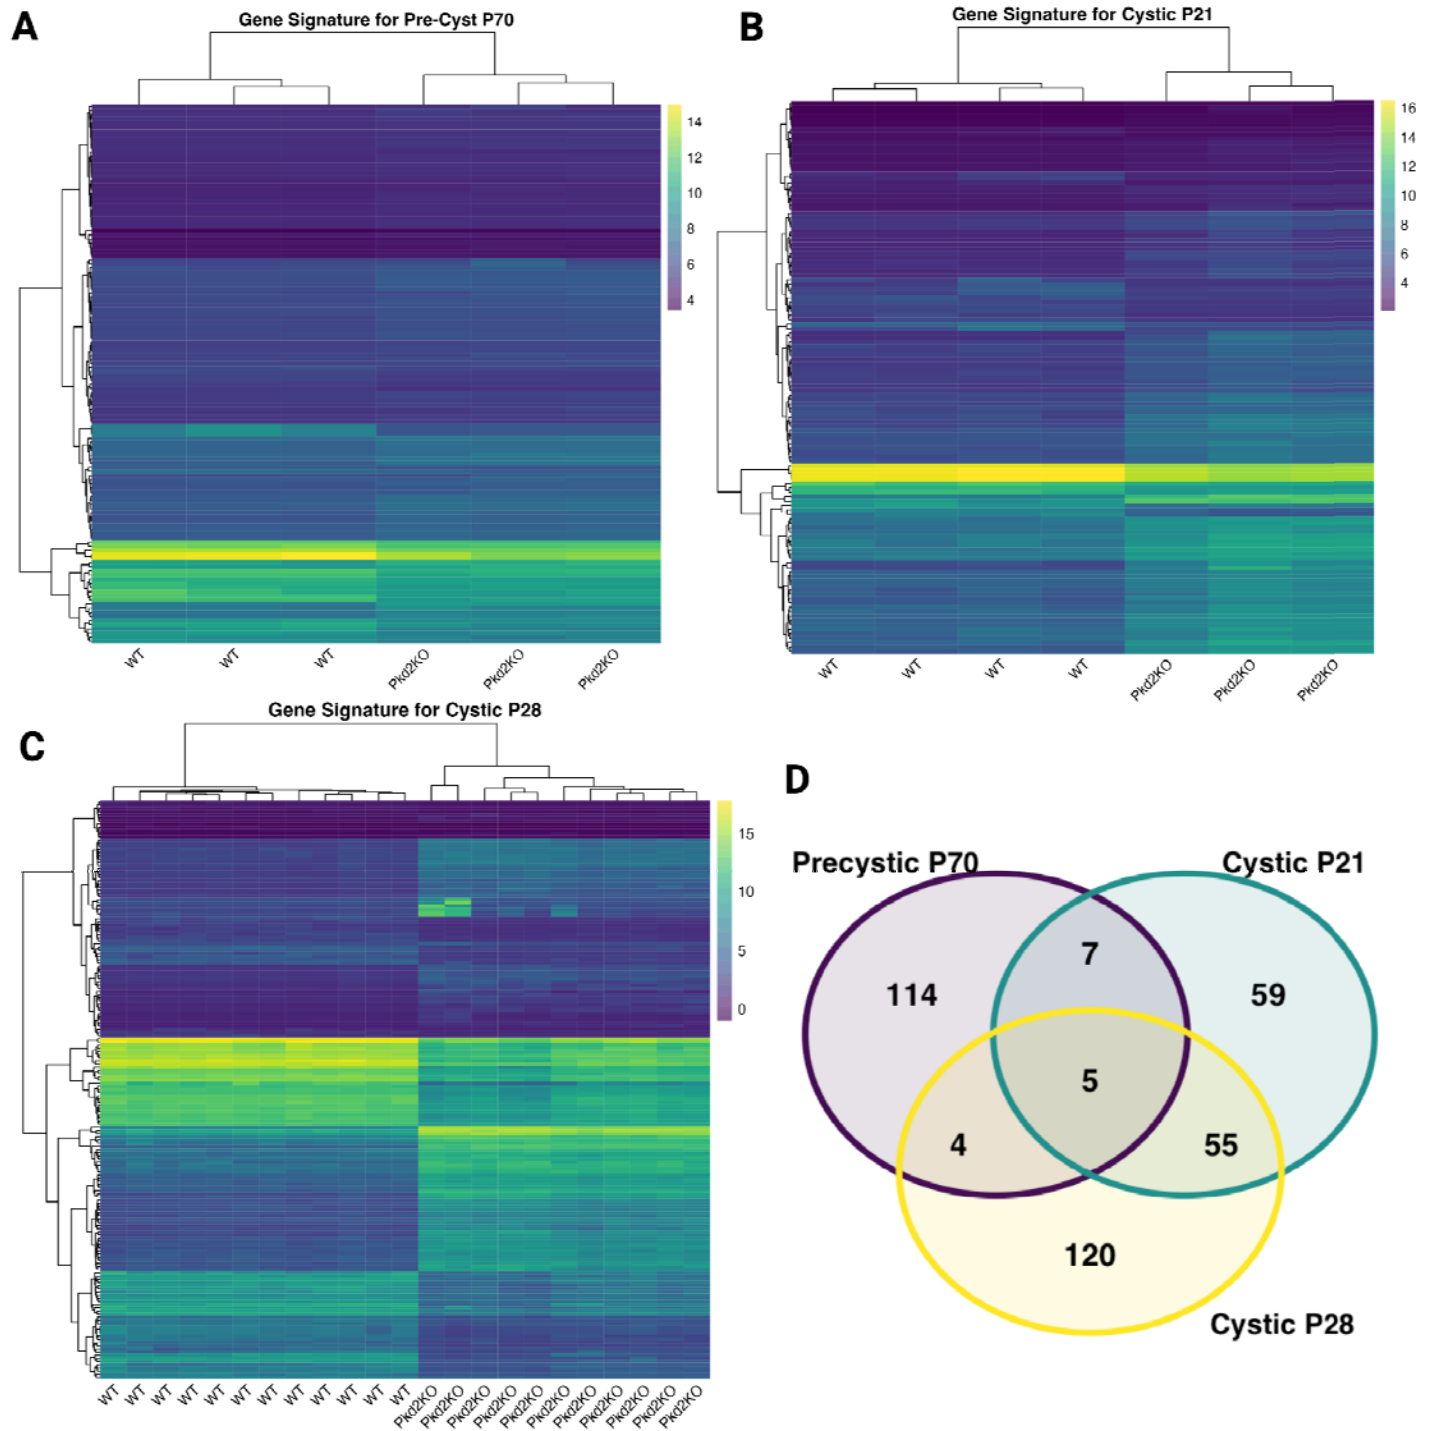 A
Gene Signature for Pre-Cyst P70
14
12
10
8
6
4
WT
WT
WT
Pkd2KO
Pkd2KO
Pkd2KO
B
Gene Signature for Cystic P21
16
14
12
10
8
6
4
WT
WT
WT
WT
Pkd2KO
Pkd2KO
Pkd2KO
C
Gene Signature for Cystic P28
15
10
5
0
WT
WT
WT
WT
WT
WT
WT
WT
WT
WT
WT
WT
Pkd2KO
Pkd2KO
Pkd2KO
Pkd2KO
Pkd2KO
Pkd2KO
Pkd2KO
Pkd2KO
Pkd2KO
Pkd2KO
Pkd2KO
D
Precystic P70
Cystic P21
7
114
59
5
4
55
120
Cystic P28